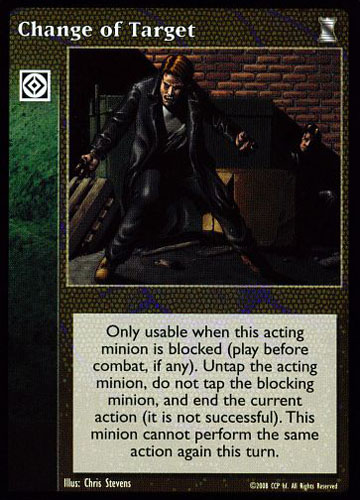 Change of Target
Only usable when this acting
minion is blocked (play before
combat, if any). Untap the acting
minion, do not tap the blocking
minion, and end the current
action (it is not successful). This
minion cannot perform the same
action again this turn.
Illus: Chris Stevens
©2008 CCP hf. All Rights Reserved